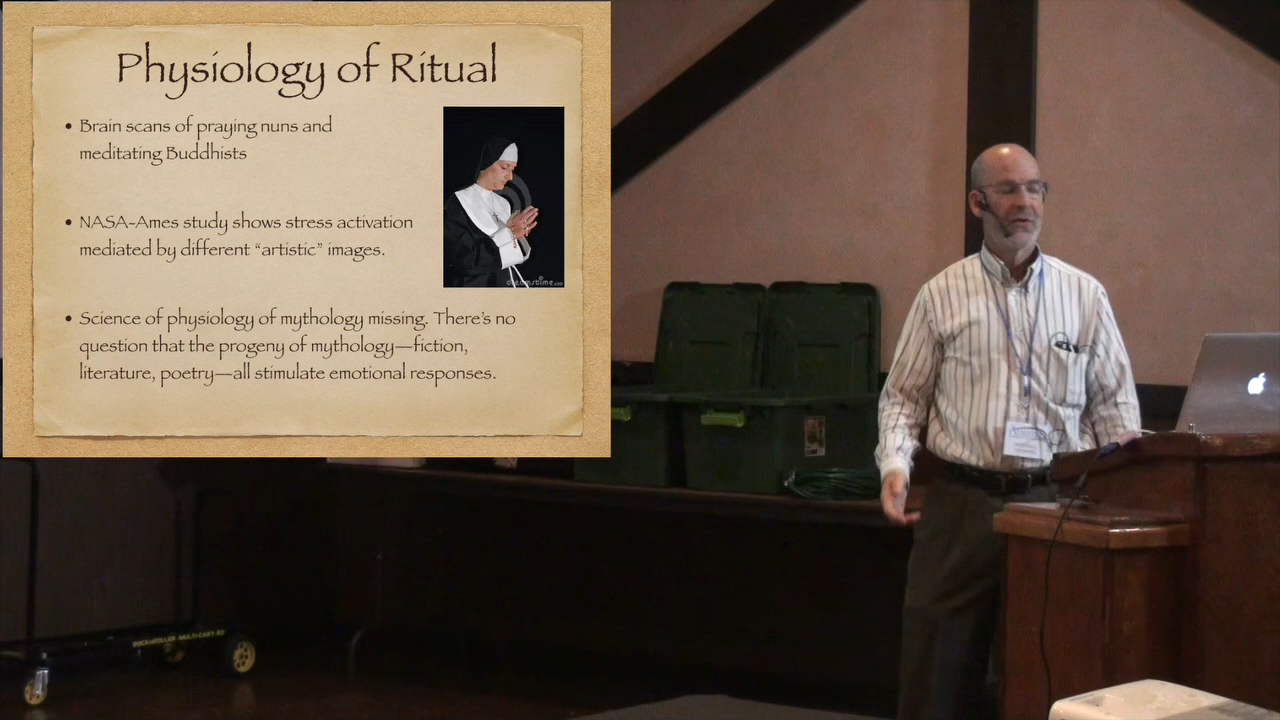 Physiology of Ritual
• Brain scans of praying nuns and
meditating Buddhists
• NASA-Ames study shows stress activation
mediated by different “artistic” images.
• Science of physiology of mythology missing. There's no
question that the progeny of mythology—fiction,
literature, poetry—all stimulate emotional responses.
dreamstime.com